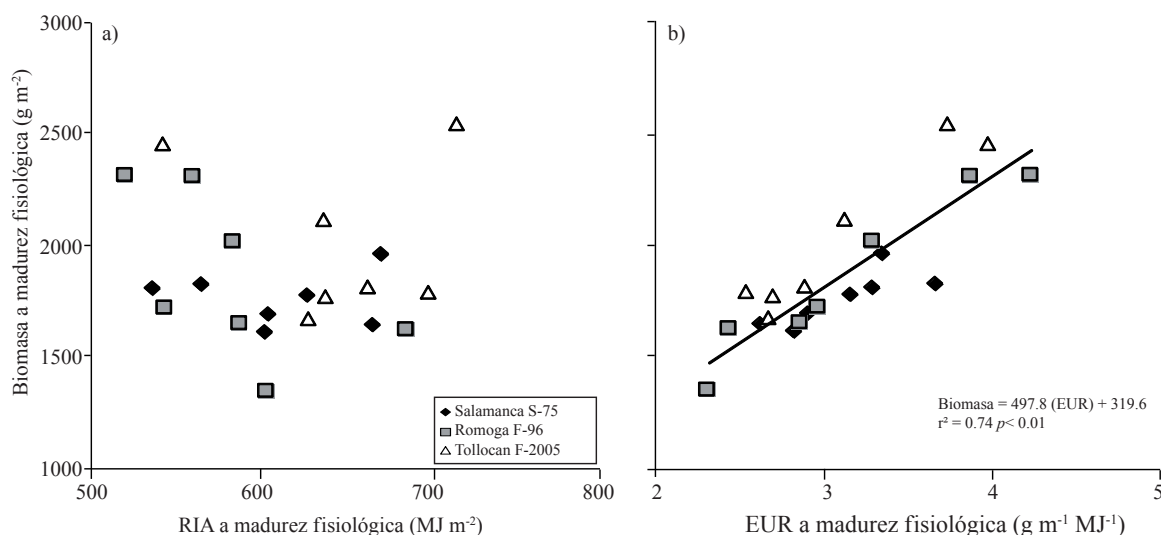 a)
3000
2500
2000
1500
1000
Biomasa a madurez fisiológica (g m⁻²)
500
600
700
800
RIA a madurez fisiológica (MJ m⁻²)
Salamanca S-75
Romoga F-96
Tollocan F-2005
b)
Biomasa = 497.8 (EUR) + 319.6
r² = 0.74 p< 0.01
2
3
4
5
EUR a madurez fisiológica (g m⁻¹ MJ⁻¹)